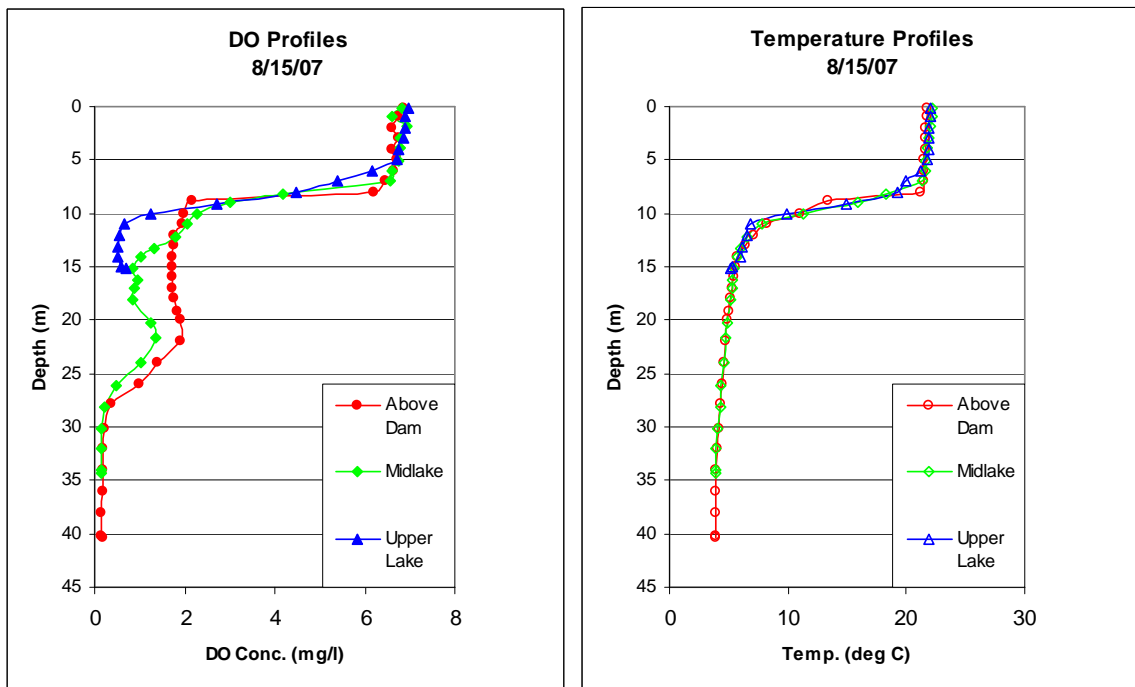 DO Profiles
8/15/07
0
5
10
15
20
25
30
35
40
45
Depth (m)
0 2 4 6 8
DO Conc. (mg/l)
Above
Dam
Midlake
Upper
Lake
Temperature Profiles
8/15/07
0
5
10
15
20
25
30
35
40
45
Depth (m)
0 10 20 30
Temp. (deg C)
Above
Dam
Midlake
Upper
Lake